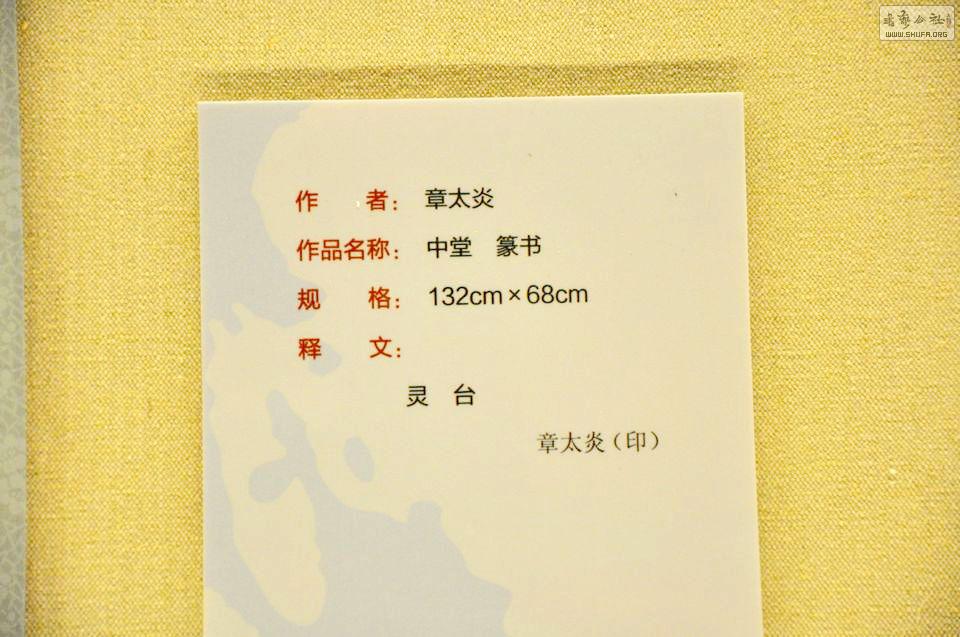 书法公社
WWW.SHUFA.ORG
作者：章太炎
作品名称：中堂 篆书
规格：132cm×68cm
释文：
灵 台
章太炎（印）